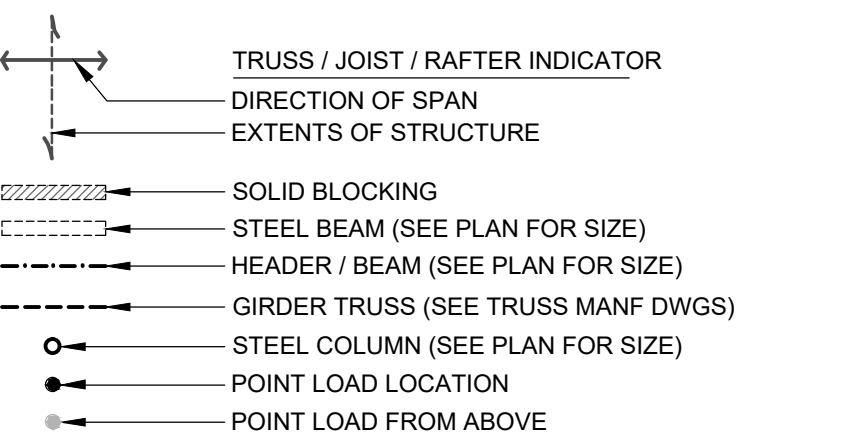 TRUSS / JOIST / RAFTER INDICATOR
DIRECTION OF SPAN
EXTENTS OF STRUCTURE
SOLID BLOCKING
STEEL BEAM (SEE PLAN FOR SIZE)
HEADER / BEAM (SEE PLAN FOR SIZE)
GIRDER TRUSS (SEE TRUSS MANF DWGS)
STEEL COLUMN (SEE PLAN FOR SIZE)
POINT LOAD LOCATION
POINT LOAD FROM ABOVE